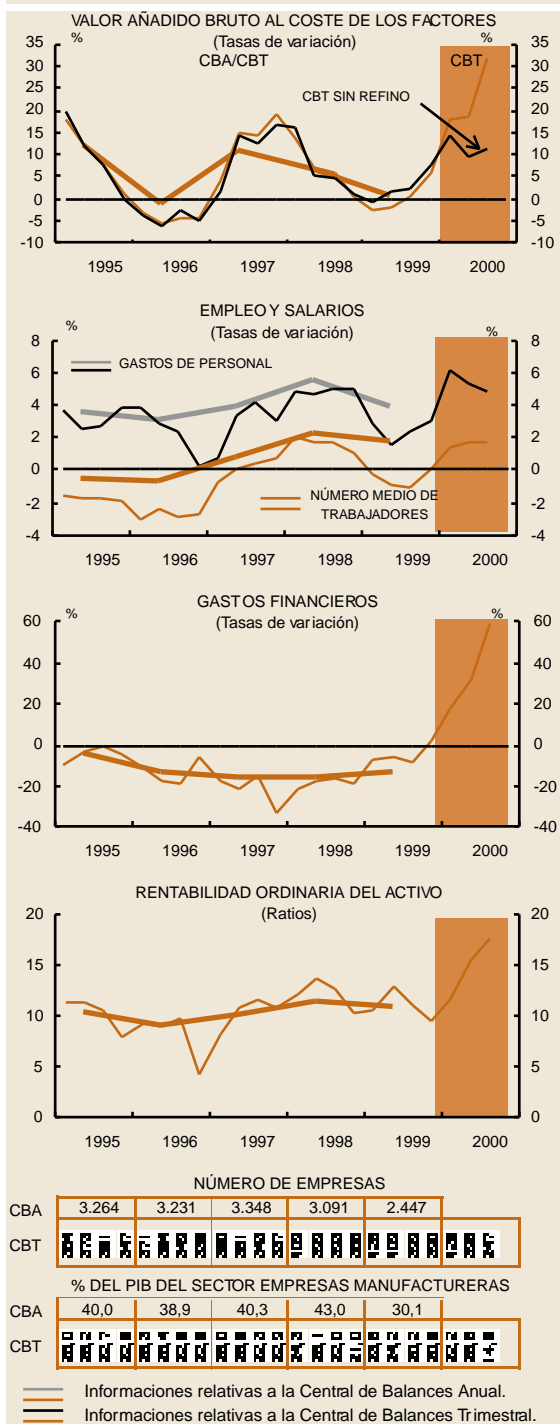 VALOR AÑADIDO BRUTO AL COSTE DE LOS FACTORES
(Tasas de variación)
% CBA/CBT CBT %
CBT SIN REFINO
35 35
30 30
25 25
20 20
15 15
10 10
5 5
0 0
-5 -5
-10 -10
1995 1996 1997 1998 1999 2000
EMPLEO Y SALARIOS
(Tasas de variación)
% %
GASTOS DE PERSONAL
NÚMERO MEDIO DE
TRABAJADORES
8 8
6 6
4 4
2 2
0 0
-2 -2
-4 -4
1995 1996 1997 1998 1999 2000
GASTOS FINANCIEROS
(Tasas de variación)
% %
60 60
40 40
20 20
0 0
-20 -20
-40 -40
1995 1996 1997 1998 1999 2000
RENTABILIDAD ORDINARIA DEL ACTIVO
(Ratios)
20 20
15 15
10 10
5 5
0 0
1995 1996 1997 1998 1999 2000
NÚMERO DE EMPRESAS
CBA 3.264 3.231 3.348 3.091 2.447
CBT
% DEL PIB DEL SECTOR EMPRESAS MANUFACTURERAS
CBA 40,0 38,9 40,3 43,0 30,1
CBT
Informaciones relativas a la Central de Balances Anual.
Informaciones relativas a la Central de Balances Trimestral.